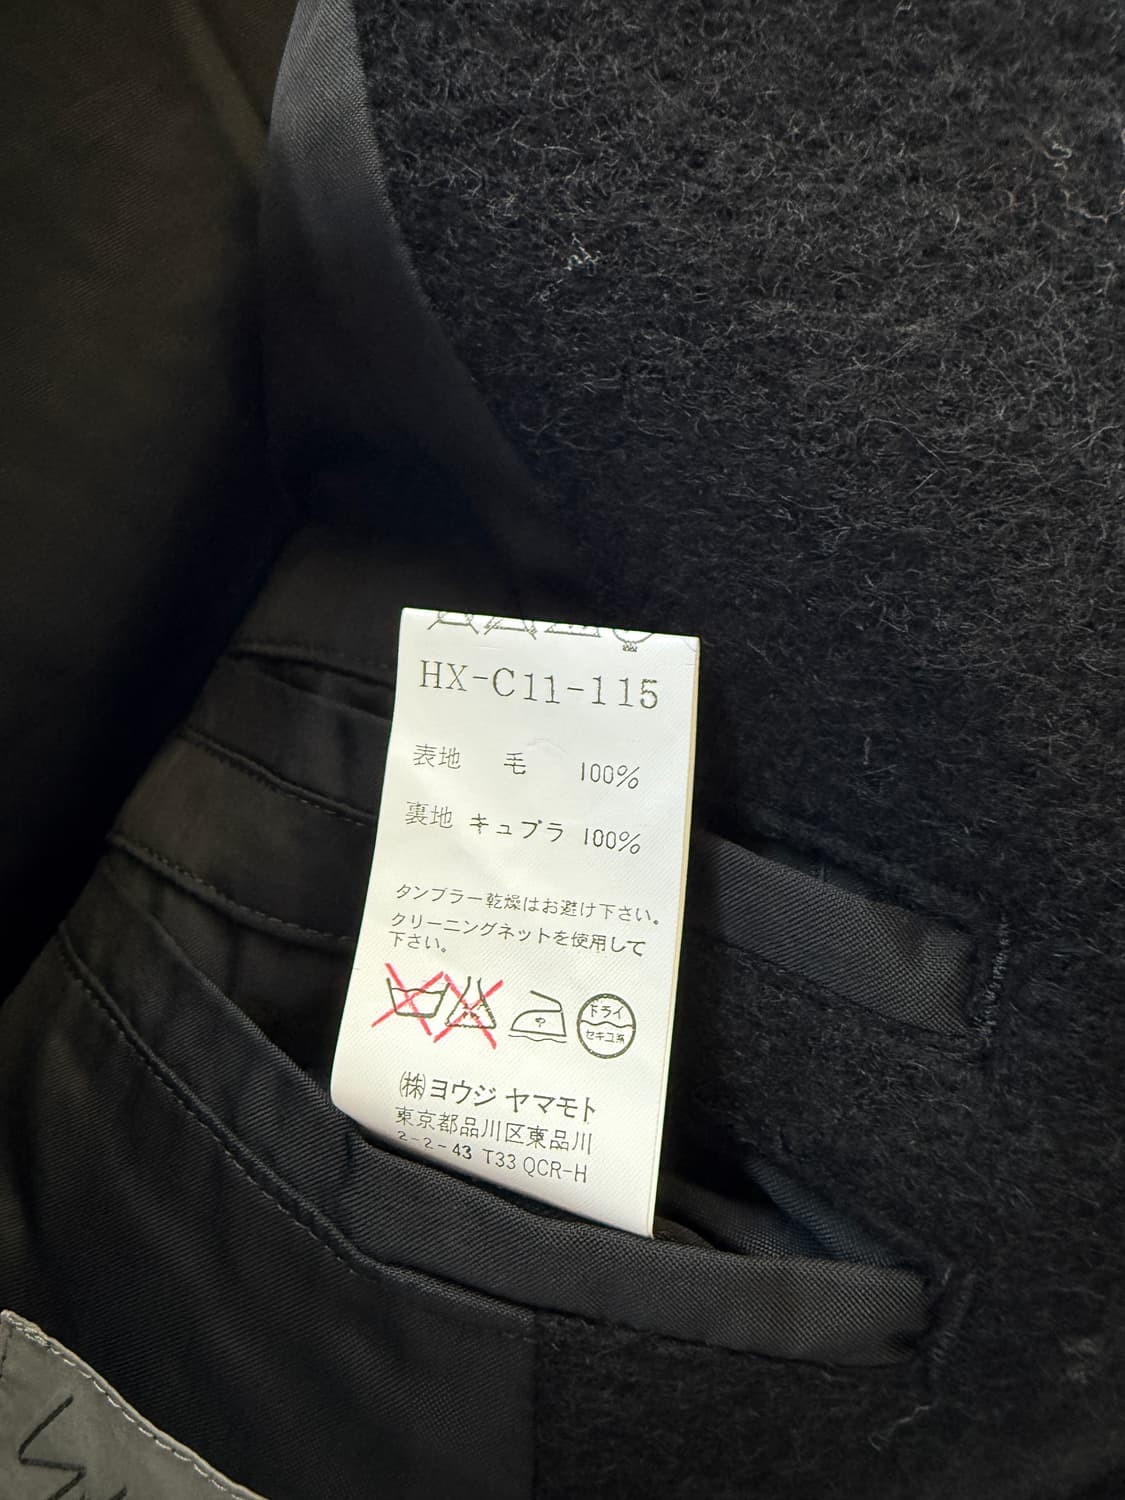 HX-C11-115
表地 毛 100%
裏地 キュプラ 100%
タンブラー乾燥はお避け下さい。
クリーニングネットを使用して
下さい。
ドライ
セキユ系
㈱ヨウジ ヤマモト
東京都品川区東品川
2-2-43 T33 QCR-H